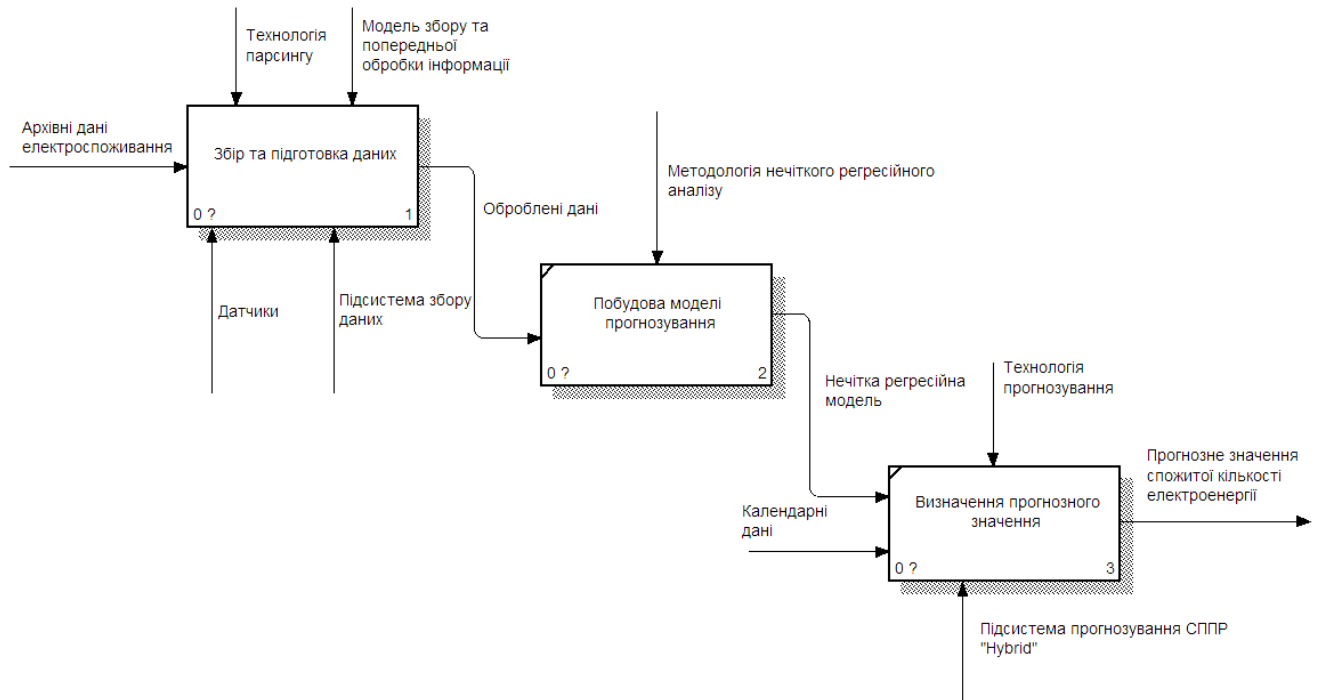 Технологія
парсингу
Модель збору та
попередньої
обробки інформації
Архівні дані
електроспоживання
Збір та підготовка даних
0 ?
1
Датчики
Підсистема збору
даних
Оброблені дані
Методологія нечіткого регресійного
аналізу
Побудова моделі
прогнозування
0 ?
2
Нечітка регресійна
модель
Технологія
прогнозування
Календарні
дані
Визначення прогнозного
значення
0 ?
3
Прогнозне значення
спожитої кількості
електроенергії
Підсистема прогнозування СППР
"Hybrid"